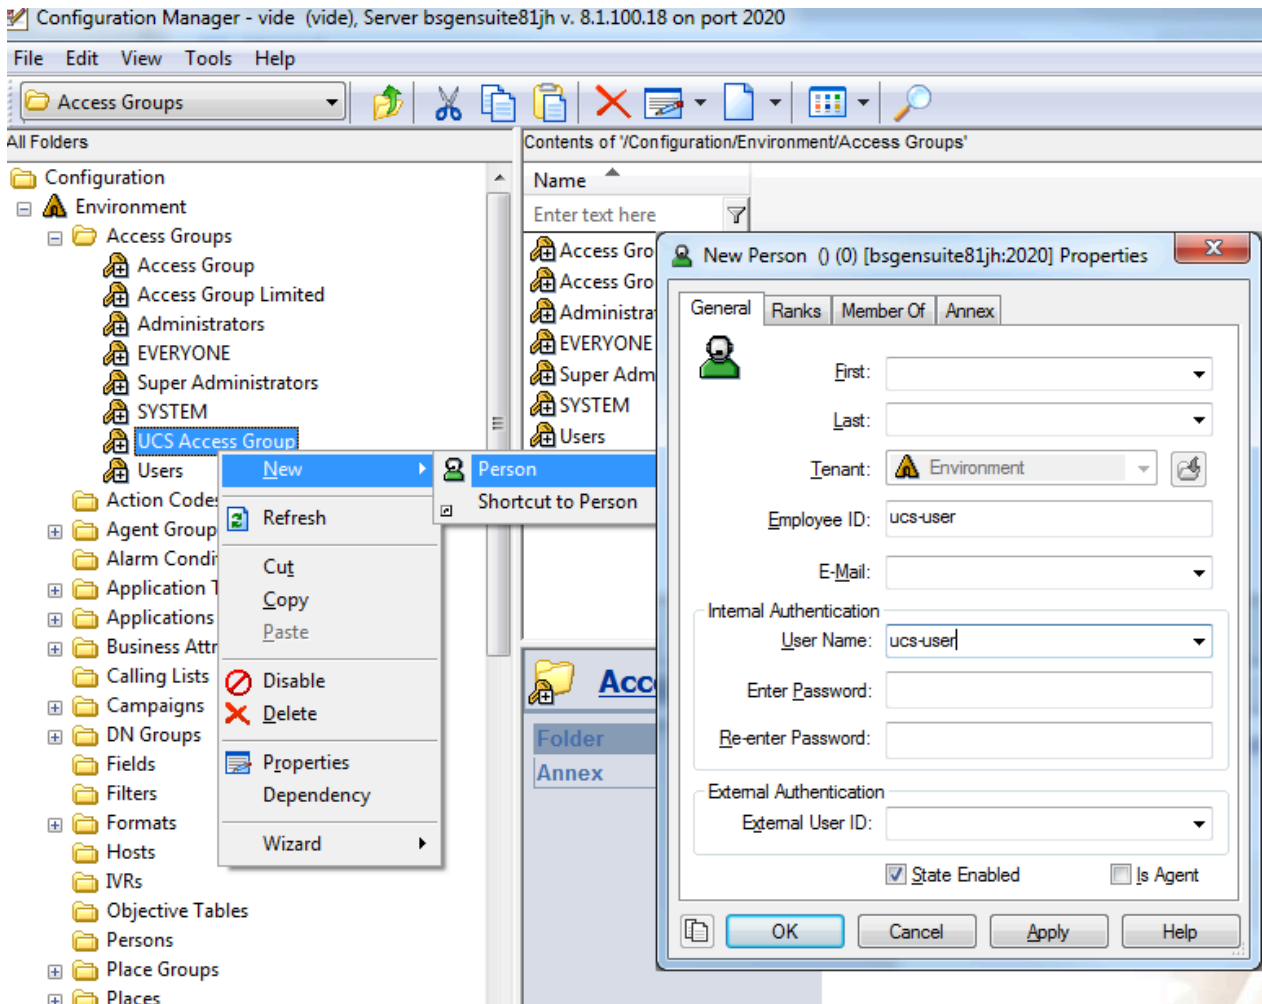 Configuration Manager - vide (vide), Server bsgensuite81jh v. 8.1.100.18 on port 2020
File Edit View Tools Help
Access Groups
All Folders
Contents of '/Configuration/Environment/Access Groups'
Configuration
Environment
Access Groups
Access Group
Access Group Limited
Administrators
EVERYONE
Super Administrators
SYSTEM
UCS Access Group
Users
Action Codes
Agent Group
Alarm Condi
Application T
Applications
Business Attr
Calling Lists
Campaigns
DN Groups
Fields
Filters
Formats
Hosts
IVRs
Objective Tables
Persons
Place Groups
Places
New
Refresh
Cut
Copy
Paste
Disable
Delete
Properties
Dependency
Wizard
Person
Shortcut to Person
Name
Enter text here
Access Gro
Access Gro
Administra
EVERYONE
Super Adm
SYSTEM
Users
Acc
Folder
Annex
New Person () (0) [bsgensuite81jh:2020] Properties
General Ranks Member Of Annex
First:
Last:
Tenant: Environment
Employee ID: ucs-user
E-Mail:
Internal Authentication
User Name: ucs-user
Enter Password:
Re-enter Password:
External Authentication
External User ID:
State Enabled Is Agent
OK Cancel Apply Help